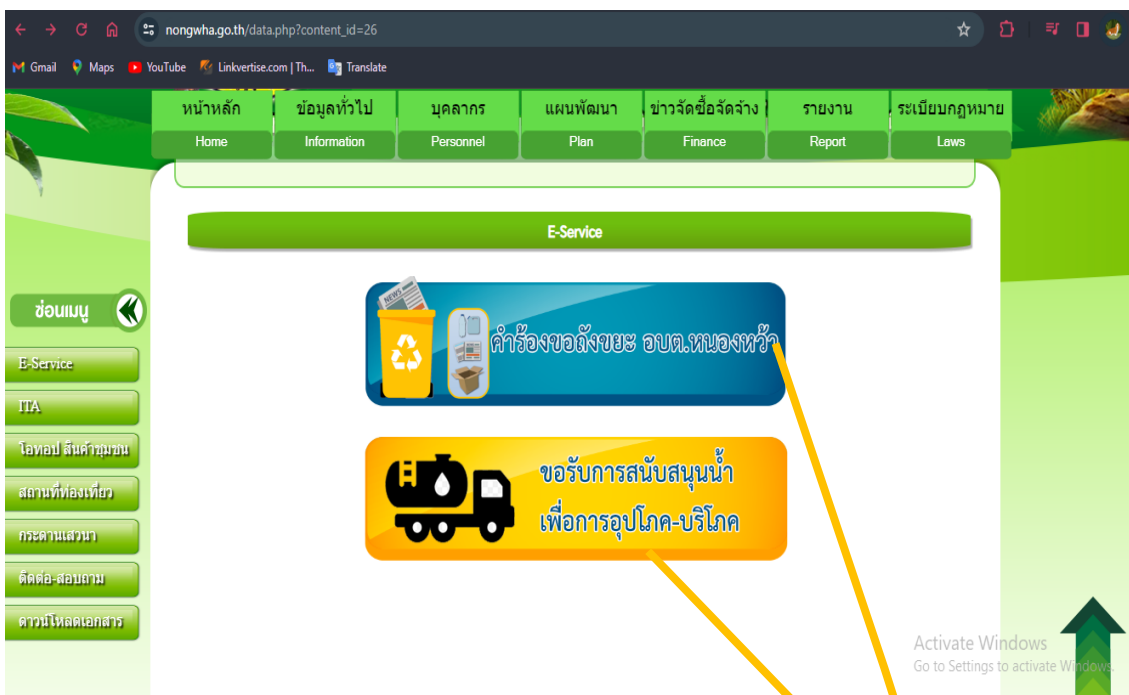 nongwha.go.th/data.php?content_id=26
Gmail Maps YouTube Linkvertise.com | Th... Translate
หน้าหลัก ข้อมูลทั่วไป บุคลากร แผนพัฒนา ข่าวจัดซื้อจัดจ้าง รายงาน ระเบียบกฎหมาย
Home Information Personnel Plan Finance Report Laws
E-Service
ซ่อนเมนู
E-Service
ITA
โอทอป สินค้าชุมชน
สถานที่ท่องเที่ยว
กระดานเสวนา
ติดต่อ-สอบถาม
ดาวน์โหลดเอกสาร
NEWS
คำร้องขอถังขยะ อบต.หนองหว้า
ขอรับการสนับสนุนน้ำ
เพื่อการอุปโภค-บริโภค
Activate Windows
Go to Settings to activate Windows.